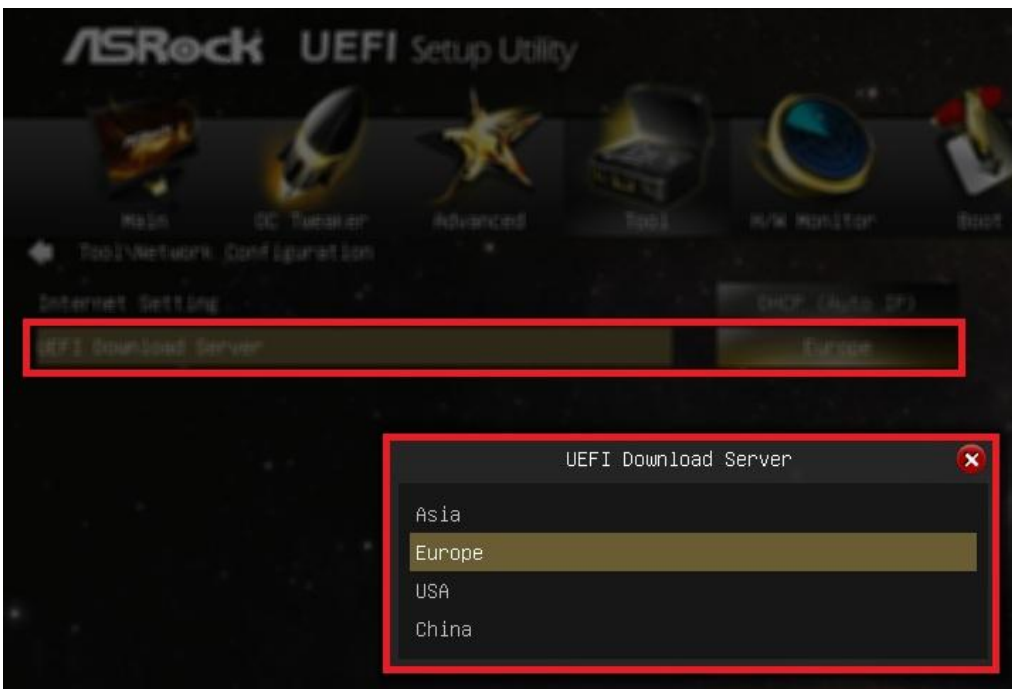 ASRock UEFI Setup Utility
Main OC Tweaker Advanced Tool H/W Monitor Boot
Tool\Network Configuration
Internet Setting DHCP (Auto IP)
UEFI Download Server Europe
UEFI Download Server
Asia
Europe
USA
China